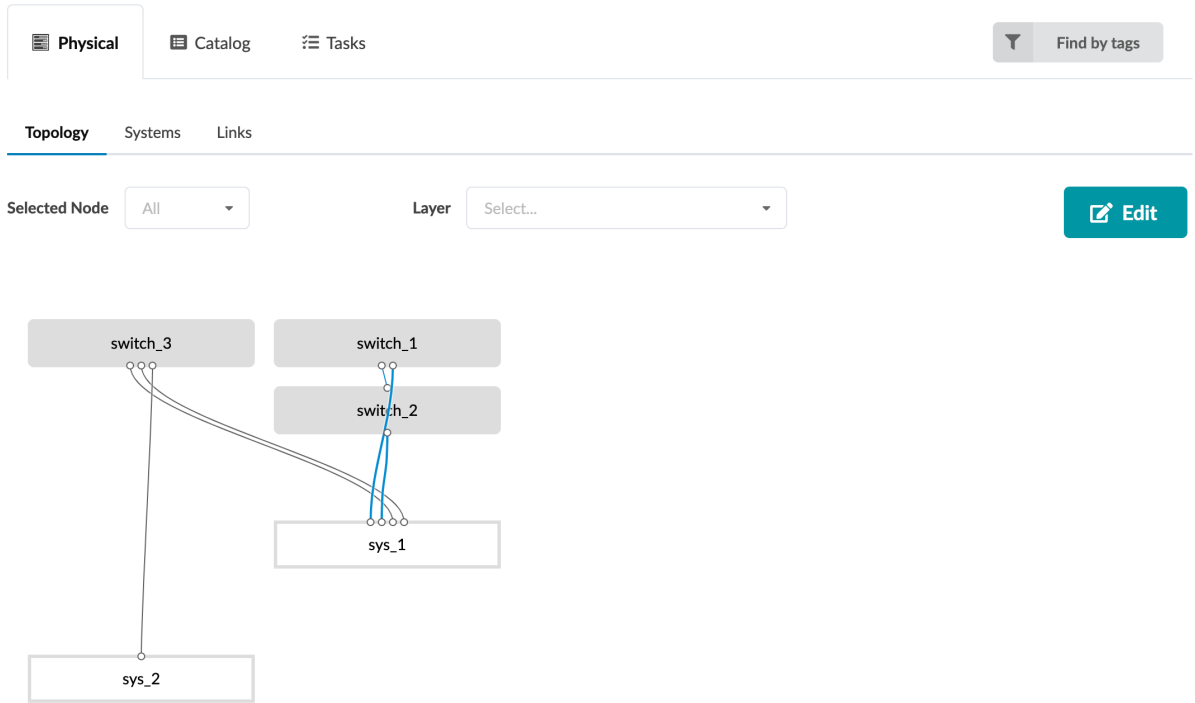 Physical Catalog Tasks Find by tags
Topology Systems Links
Selected Node All Layer Select... Edit
switch_3 switch_1
switch_2
sys_1
sys_2